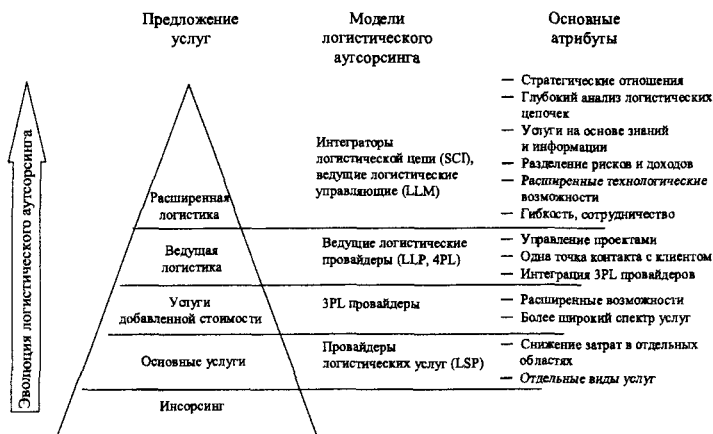 Предложение
услуг
Модели
логистического
аутсорсинга
Основные
атрибуты
Эволюция логистического аутсорсинга
Расширенная
логистика
Интеграторы
логистической цепи (SCI),
ведущие логистические
управляющие (LLM)
— Стратегические отношения
— Глубокий анализ логистических
цепочек
— Услуги на основе знаний
и информации
— Разделение рисков и доходов
— Расширенные технологические
возможности
— Гибкость, сотрудничество
Ведущая
логистика
Ведущие логистические
провайдеры (LLP, 4PL)
— Управление проектами
— Одна точка контакта с клиентом
— Интеграция 3PL провайдеров
Услуги
добавленной стоимости
3PL провайдеры
— Расширенные возможности
— Более широкий спектр услуг
Основные услуги
Провайдеры
логистических услуг (LSP)
— Снижение затрат в отдельных
областях
— Отдельные виды услуг
Инсорсинг